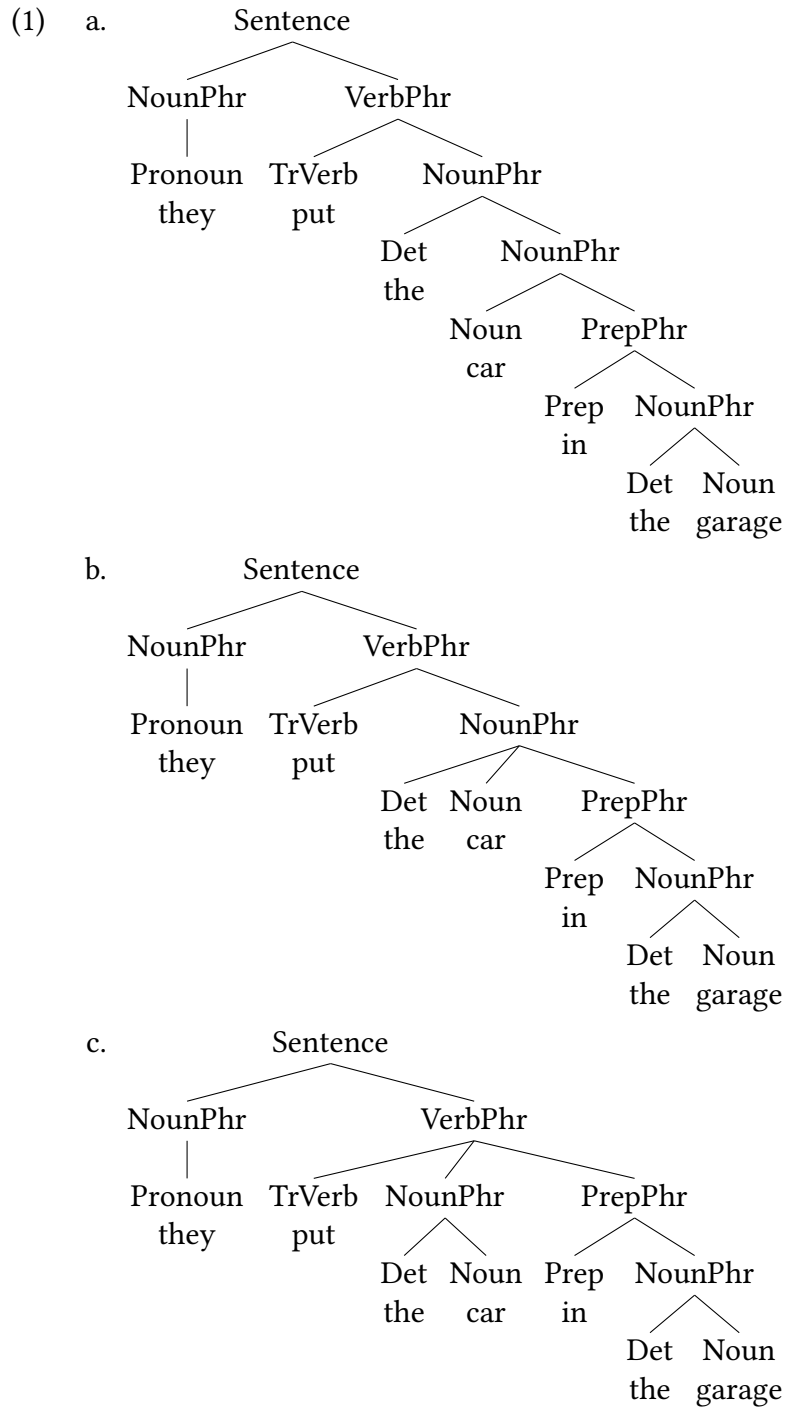 (1) a. Sentence
NounPhr VerbPhr
Pronoun TrVerb NounPhr
they put
Det NounPhr
the
Noun PrepPhr
car
Prep NounPhr
in
Det Noun
the garage
b. Sentence
NounPhr VerbPhr
Pronoun TrVerb NounPhr
they put
Det Noun PrepPhr
the car
Prep NounPhr
in
Det Noun
the garage
c. Sentence
NounPhr VerbPhr
Pronoun TrVerb NounPhr PrepPhr
they put
Det Noun Prep NounPhr
the car in
Det Noun
the garage